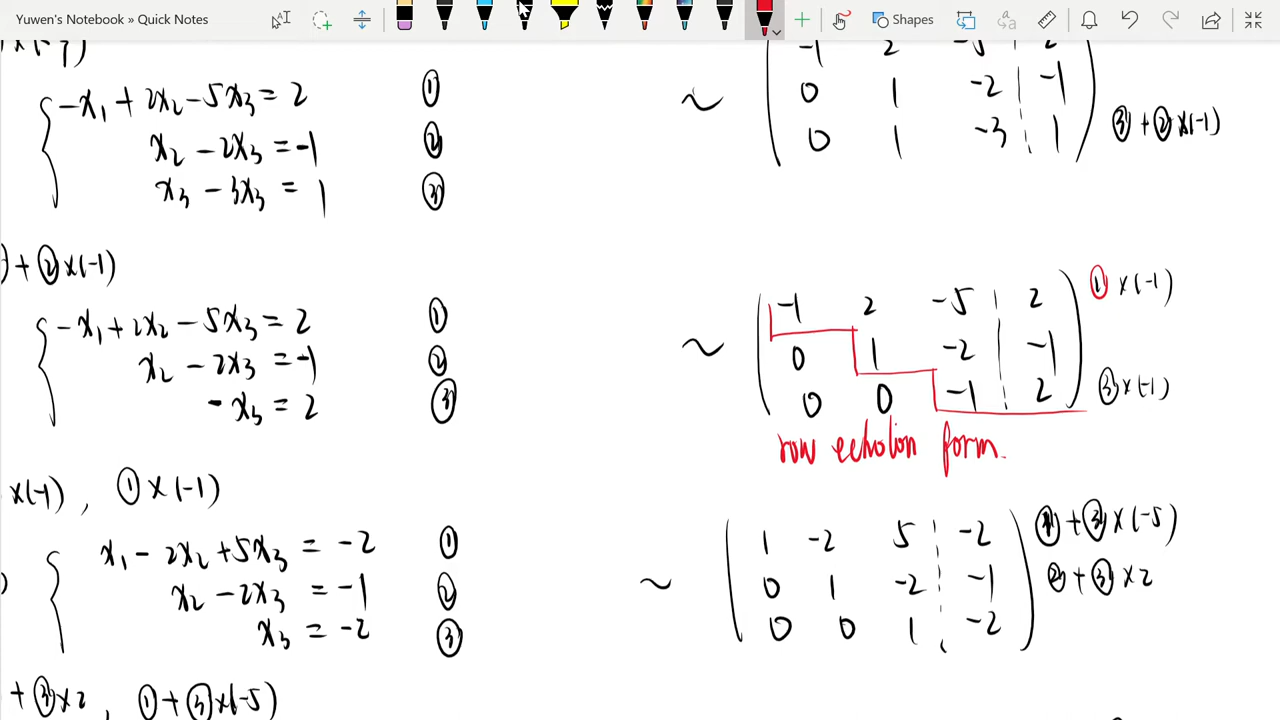 Yuwen's Notebook » Quick Notes
Shapes
-x₁ + 2x₂ - 5x₃ = 2 ①
x₂ - 2x₃ = -1 ②
x₃ - 3x₃ = 1 ③
+ ② x(-1)
-x₁ + 2x₂ - 5x₃ = 2 ①
x₂ - 2x₃ = -1 ②
-x₃ = 2 ③
x(-1), ① x (-1)
x₁ - 2x₂ + 5x₃ = -2 ①
x₂ - 2x₃ = -1 ②
x₃ = -2 ③
+ ③x2, ① + ③x(-5)
-1 2 -5 2
~ 0 1 -2 -1
0 1 -3 1 ③ + ② x(-1)
-1 2 -5 2 ① x (-1)
~ 0 1 -2 -1
0 0 -1 2 ③ x (-1)
row echolion form.
1 -2 5 -2 ① + ③ x (-5)
~ 0 1 -2 -1 ② + ③ x 2
0 0 1 -2